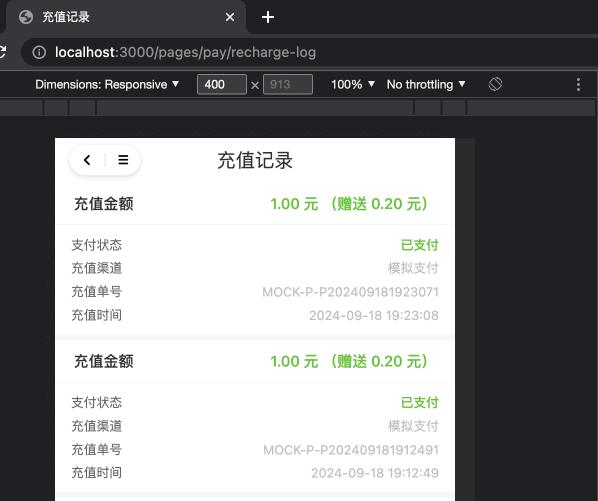 充值记录
localhost:3000/pages/pay/recharge-log
Dimensions: Responsive 400 × 913 100% No throttling
充值记录
充值金额 1.00 元 （赠送 0.20 元）
支付状态 已支付
充值渠道 模拟支付
充值单号 MOCK-P-P202409181923071
充值时间 2024-09-18 19:23:08
充值金额 1.00 元 （赠送 0.20 元）
支付状态 已支付
充值渠道 模拟支付
充值单号 MOCK-P-P202409181912491
充值时间 2024-09-18 19:12:49